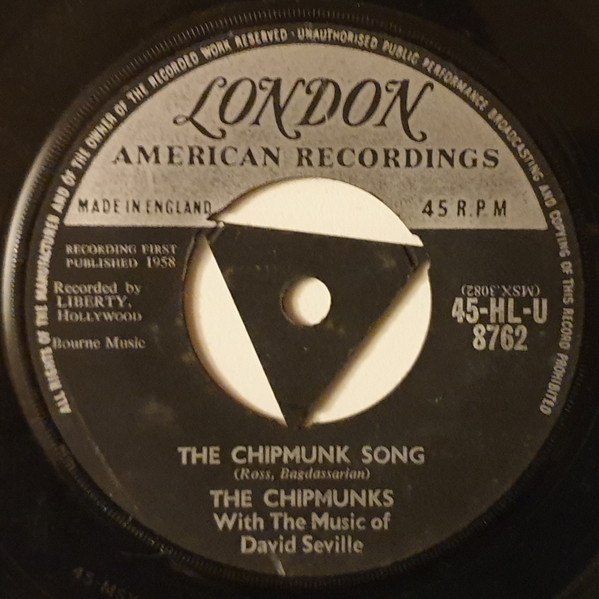 ALL RIGHTS OF THE MANUFACTURER AND OF THE OWNER OF THE RECORDED WORK RESERVED · UNAUTHORISED PUBLIC PERFORMANCE BROADCASTING AND COPYING OF THIS RECORD PROHIBITED
LONDON
AMERICAN RECORDINGS
MADE IN ENGLAND
45 R.P.M
RECORDING FIRST
PUBLISHED 1958
Recorded by
LIBERTY,
HOLLYWOOD
Bourne Music
(MSX.3082)
45-HL-U
8762
THE CHIPMUNK SONG
(Ross, Bagdassarian)
THE CHIPMUNKS
With The Music of
David Seville